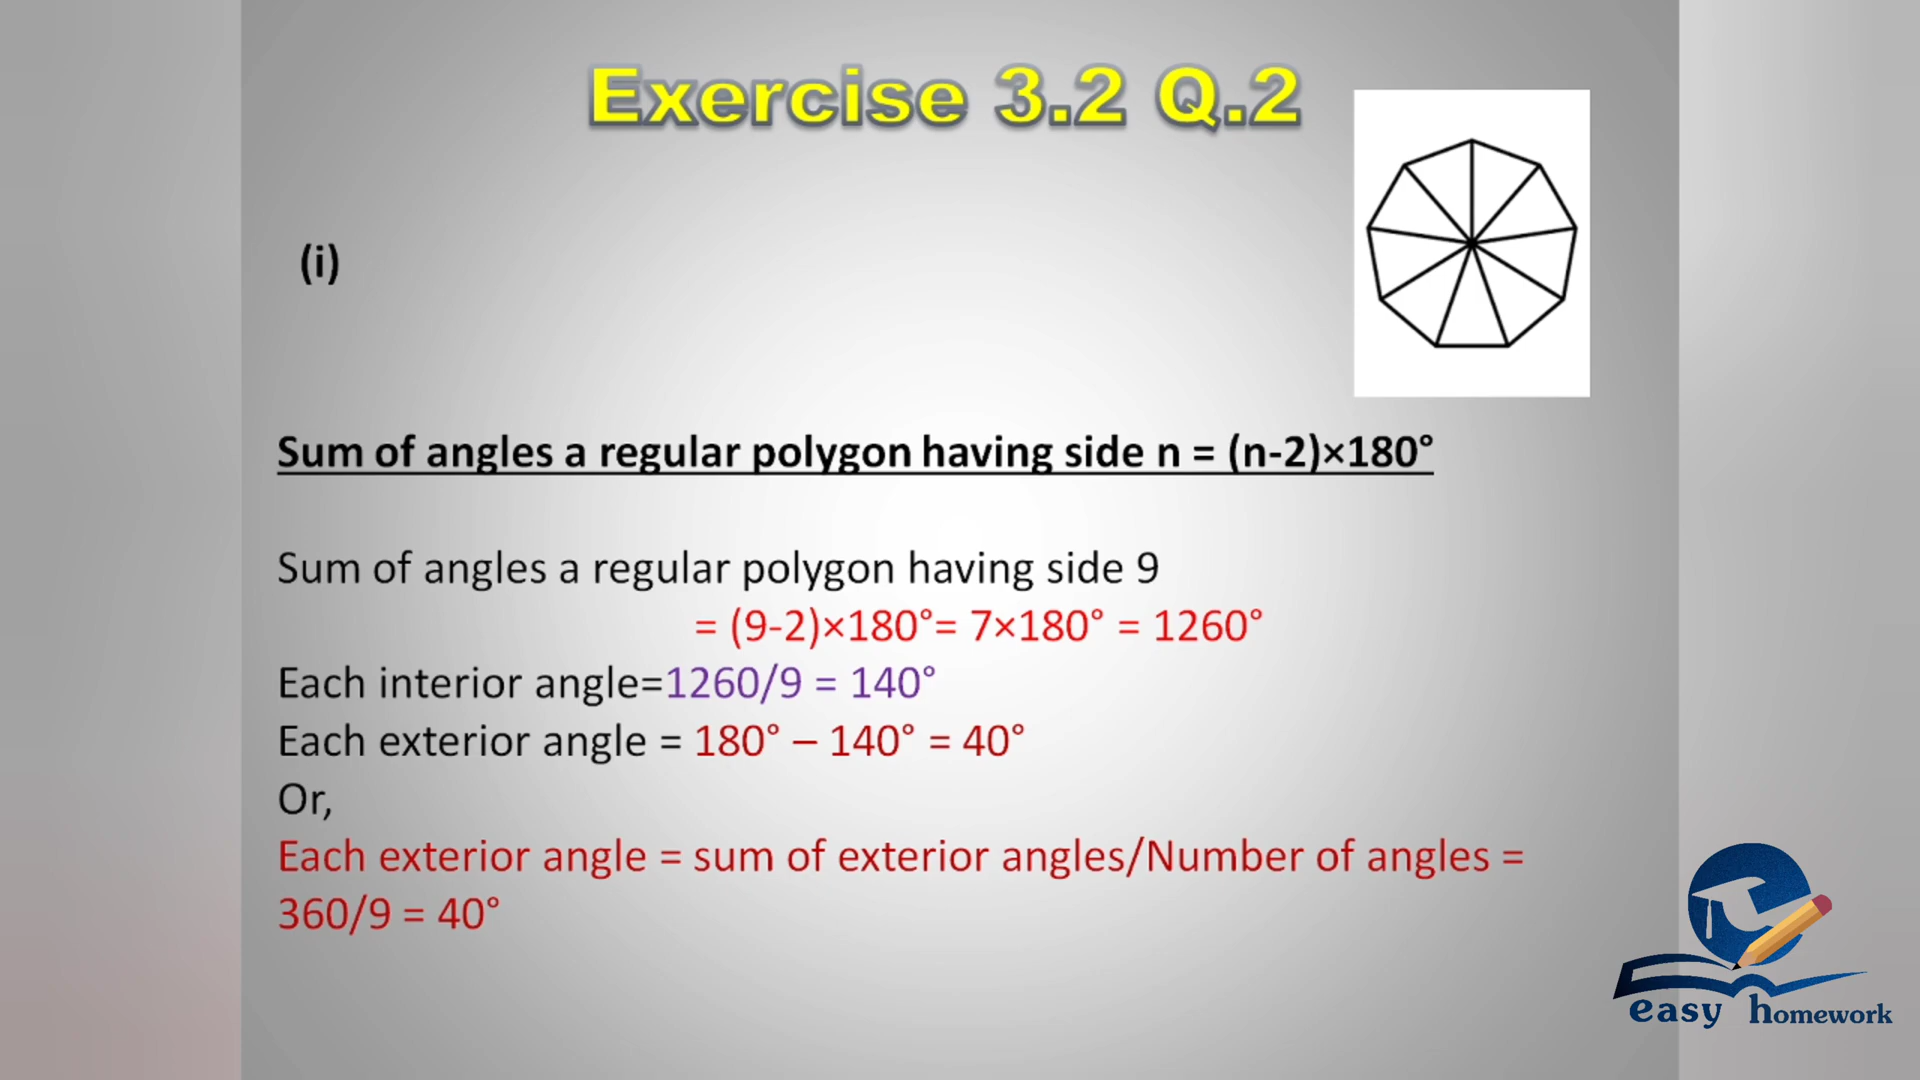 Exercise 3.2 Q.2
(i)
Sum of angles a regular polygon having side n = (n-2)×180°
Sum of angles a regular polygon having side 9
= (9-2)×180°= 7×180° = 1260°
Each interior angle=1260/9 = 140°
Each exterior angle = 180° – 140° = 40°
Or,
Each exterior angle = sum of exterior angles/Number of angles =
360/9 = 40°
easy homework